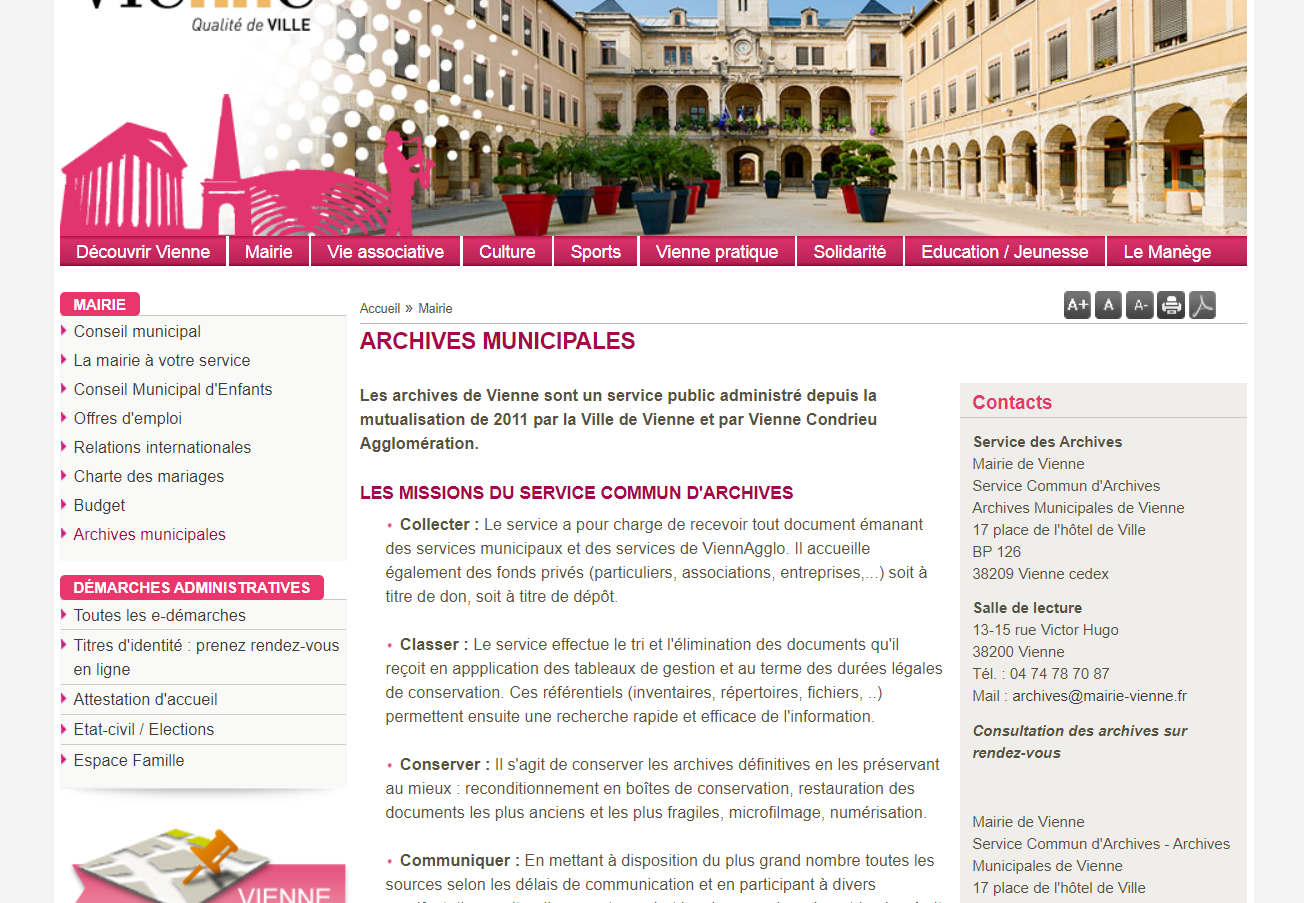 Vienne
Qualité de VILLE
Découvrir Vienne
Mairie
Vie associative
Culture
Sports
Vienne pratique
Solidarité
Education / Jeunesse
Le Manège
MAIRIE
Conseil municipal
La mairie à votre service
Conseil Municipal d'Enfants
Offres d'emploi
Relations internationales
Charte des mariages
Budget
Archives municipales
DÉMARCHES ADMINISTRATIVES
Toutes les e-démarches
Titres d'identité : prenez rendez-vous
en ligne
Attestation d'accueil
Etat-civil / Elections
Espace Famille
VIENNE
Accueil » Mairie
A+ A A-
ARCHIVES MUNICIPALES
Les archives de Vienne sont un service public administré depuis la
mutualisation de 2011 par la Ville de Vienne et par Vienne Condrieu
Agglomération.
LES MISSIONS DU SERVICE COMMUN D'ARCHIVES
• Collecter : Le service a pour charge de recevoir tout document émanant
des services municipaux et des services de ViennAgglo. Il accueille
également des fonds privés (particuliers, associations, entreprises,...) soit à
titre de don, soit à titre de dépôt.
• Classer : Le service effectue le tri et l'élimination des documents qu'il
reçoit en appplication des tableaux de gestion et au terme des durées légales
de conservation. Ces référentiels (inventaires, répertoires, fichiers, ..)
permettent ensuite une recherche rapide et efficace de l'information.
• Conserver : Il s'agit de conserver les archives définitives en les préservant
au mieux : reconditionnement en boîtes de conservation, restauration des
documents les plus anciens et les plus fragiles, microfilmage, numérisation.
• Communiquer : En mettant à disposition du plus grand nombre toutes les
sources selon les délais de communication et en participant à divers
Contacts
Service des Archives
Mairie de Vienne
Service Commun d'Archives
Archives Municipales de Vienne
17 place de l'hôtel de Ville
BP 126
38209 Vienne cedex
Salle de lecture
13-15 rue Victor Hugo
38200 Vienne
Tél. : 04 74 78 70 87
Mail : archives@mairie-vienne.fr
Consultation des archives sur
rendez-vous
Mairie de Vienne
Service Commun d'Archives - Archives
Municipales de Vienne
17 place de l'hôtel de Ville